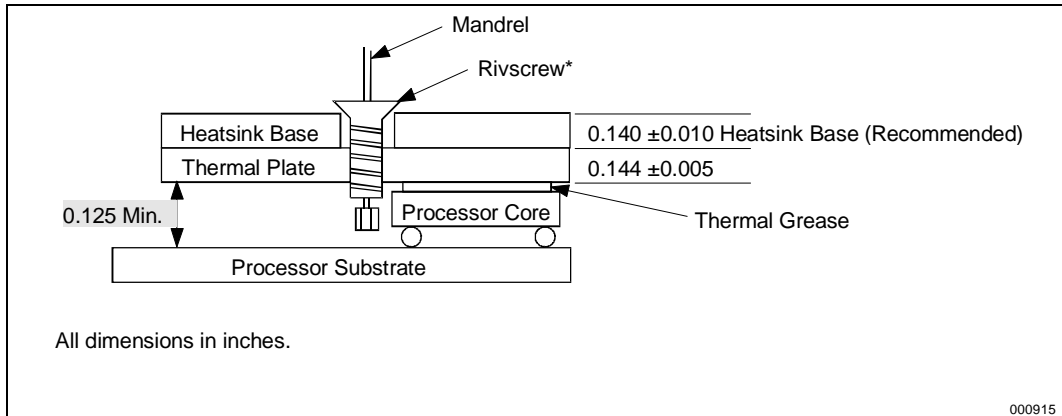 Mandrel
Rivscrew*
Heatsink Base
0.140 ±0.010 Heatsink Base (Recommended)
Thermal Plate
0.144 ±0.005
0.125 Min.
Processor Core
Thermal Grease
Processor Substrate
All dimensions in inches.
000915